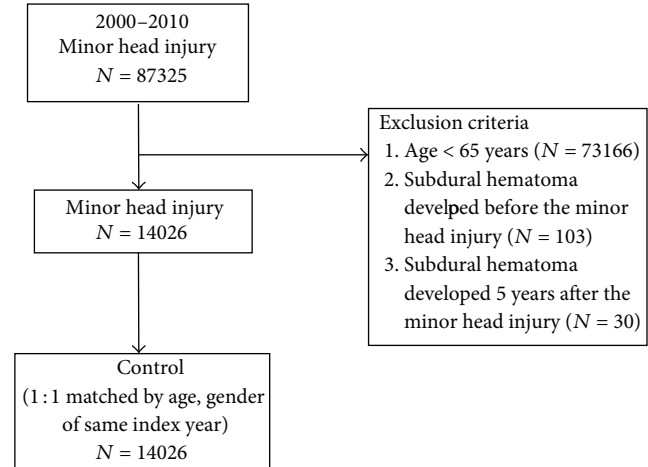 2000–2010
Minor head injury
N = 87325
Exclusion criteria
1. Age < 65 years (N = 73166)
2. Subdural hematoma
develpped before the minor
head injury (N = 103)
3. Subdural hematoma
developed 5 years after the
minor head injury (N = 30)
Minor head injury
N = 14026
Control
(1 : 1 matched by age, gender
of same index year)
N = 14026